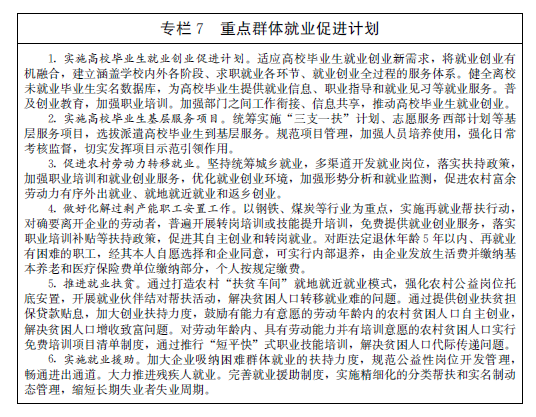 专栏 7 重点群体就业促进计划
1. 实施高校毕业生就业创业促进计划。适应高校毕业生就业创业新需求，将就业创业有
机融合，建立涵盖学校内外各阶段、求职就业各环节、就业创业全过程的服务体系。健全离校
未就业毕业生实名数据库，为高校毕业生提供就业信息、职业指导和就业见习等就业服务。普
及创业教育，加强职业培训。加强部门之间工作衔接、信息共享，推动高校毕业生就业创业。
2. 实施高校毕业生基层服务项目。统筹实施“三支一扶”计划、志愿服务西部计划等基
层服务项目，选拔派遣高校毕业生到基层服务。规范项目管理，加强人员培养使用，强化日常
考核监督，切实发挥项目示范引领作用。
3. 促进农村劳动力转移就业。坚持统筹城乡就业，多渠道开发就业岗位，落实扶持政策，
加强职业培训和就业创业服务，优化就业创业环境，加强形势分析和就业监测，促进农村富余
劳动力有序外出就业、就地就近就业和返乡创业。
4. 做好化解过剩产能职工安置工作。以钢铁、煤炭等行业为重点，实施再就业帮扶行动，
对确要离开企业的劳动者，普遍开展转岗培训或技能提升培训，免费提供就业创业服务，落实
职业培训补贴等扶持政策，促进其自主创业和转岗就业。对距法定退休年龄 5 年以内、再就业
有困难的职工，经其本人自愿选择和企业同意，可实行内部退养，由企业发放生活费并缴纳基
本养老和医疗保险费单位缴纳部分，个人按规定缴费。
5. 推进就业扶贫。通过打造农村“扶贫车间”就地就近就业模式，强化农村公益岗位托
底安置，开展就业伙伴结对帮扶活动，解决贫困人口转移就业难的问题。通过提供创业扶贫担
保贷款贴息，加大创业扶持力度，鼓励有能力有意愿的劳动年龄内的农村贫困人口自主创业，
解决贫困人口增收致富问题。对劳动年龄内、具有劳动能力并有培训意愿的农村贫困人口实行
免费培训项目清单制度，通过推行“短平快”式职业技能培训，解决贫困人口代际传递问题。
6. 实施就业援助。加大企业吸纳困难群体就业的扶持力度，规范公益性岗位开发管理，
畅通进出通道。大力推进残疾人就业。完善就业援助制度，实施精细化的分类帮扶和实名制动
态管理，缩短长期失业者失业周期。